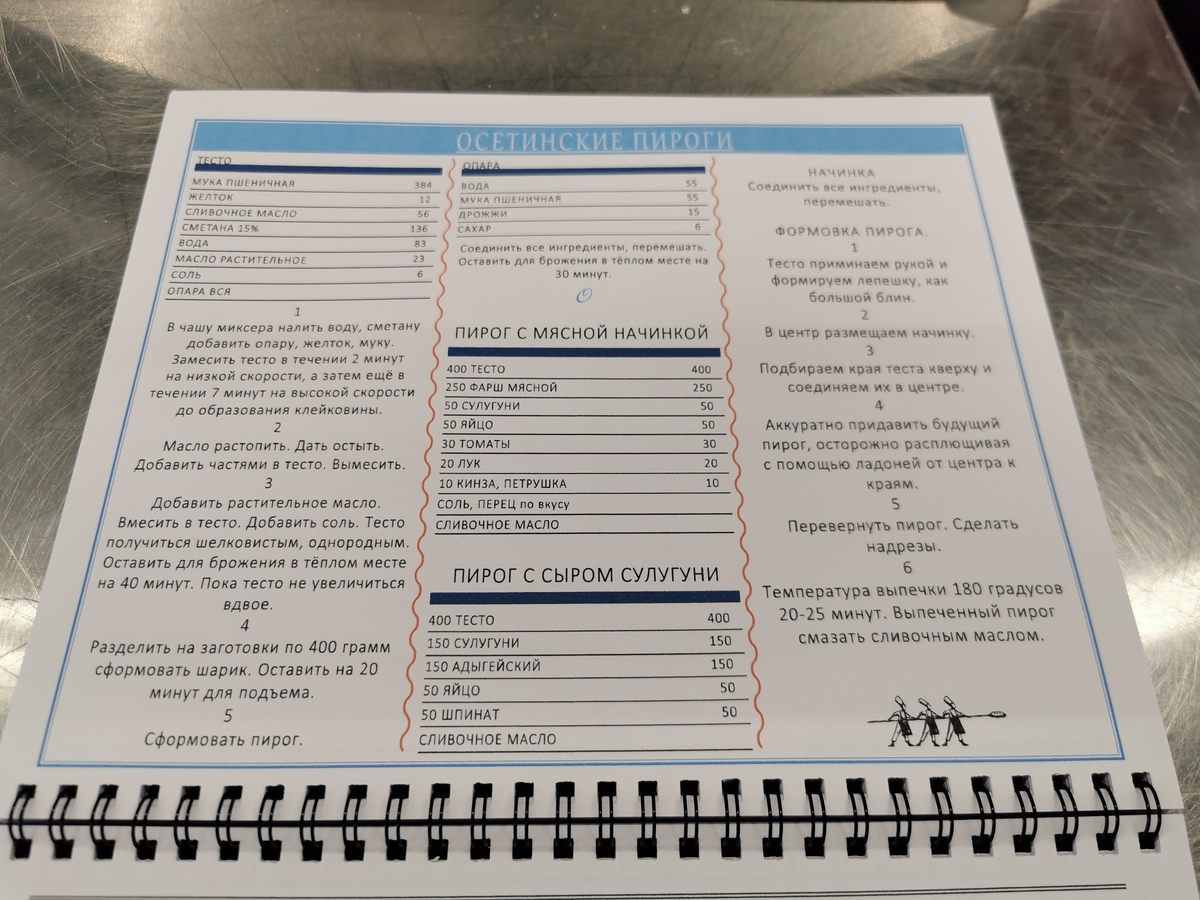 ОСЕТИНСКИЕ ПИРОГИ
ТЕСТО
МУКА ПШЕНИЧНАЯ 384
ЖЕЛТОК 12
СЛИВОЧНОЕ МАСЛО 56
СМЕТАНА 15% 136
ВОДА 83
МАСЛО РАСТИТЕЛЬНОЕ 23
СОЛЬ 6
ОПАРА ВСЯ
1
В чашу миксера налить воду, сметану
добавить опару, желток, муку.
Замесить тесто в течении 2 минут
на низкой скорости, а затем ещё в
течении 7 минут на высокой скорости
до образования клейковины.
2
Масло растопить. Дать остыть.
Добавить частями в тесто. Вымесить.
3
Добавить растительное масло.
Вмесить в тесто. Добавить соль. Тесто
получиться шелковистым, однородным.
Оставить для брожения в тёплом месте
на 40 минут. Пока тесто не увеличиться
вдвое.
4
Разделить на заготовки по 400 грамм
сформовать шарик. Оставить на 20
минут для подъема.
5
Сформовать пирог.
ОПАРА
ВОДА 55
МУКА ПШЕНИЧНАЯ 55
ДРОЖЖИ 15
САХАР 6
Соединить все ингредиенты, перемешать.
Оставить для брожения в тёплом месте на
30 минут.
ПИРОГ С МЯСНОЙ НАЧИНКОЙ
400 ТЕСТО 400
250 ФАРШ МЯСНОЙ 250
50 СУЛУГУНИ 50
50 ЯЙЦО 50
30 ТОМАТЫ 30
20 ЛУК 20
10 КИНЗА, ПЕТРУШКА 10
СОЛЬ, ПЕРЕЦ по вкусу
СЛИВОЧНОЕ МАСЛО
ПИРОГ С СЫРОМ СУЛУГУНИ
400 ТЕСТО 400
150 СУЛУГУНИ 150
150 АДЫГЕЙСКИЙ 150
50 ЯЙЦО 50
50 ШПИНАТ 50
СЛИВОЧНОЕ МАСЛО
НАЧИНКА
Соединить все ингредиенты,
перемешать.
ФОРМОВКА ПИРОГА.
1
Тесто приминаем рукой и
формируем лепешку, как
большой блин.
2
В центр размещаем начинку.
3
Подбираем края теста кверху и
соединяем их в центре.
4
Аккуратно придавить будущий
пирог, осторожно расплющивая
с помощью ладоней от центра к
краям.
5
Перевернуть пирог. Сделать
надрезы.
6
Температура выпечки 180 градусов
20-25 минут. Выпеченный пирог
смазать сливочным маслом.